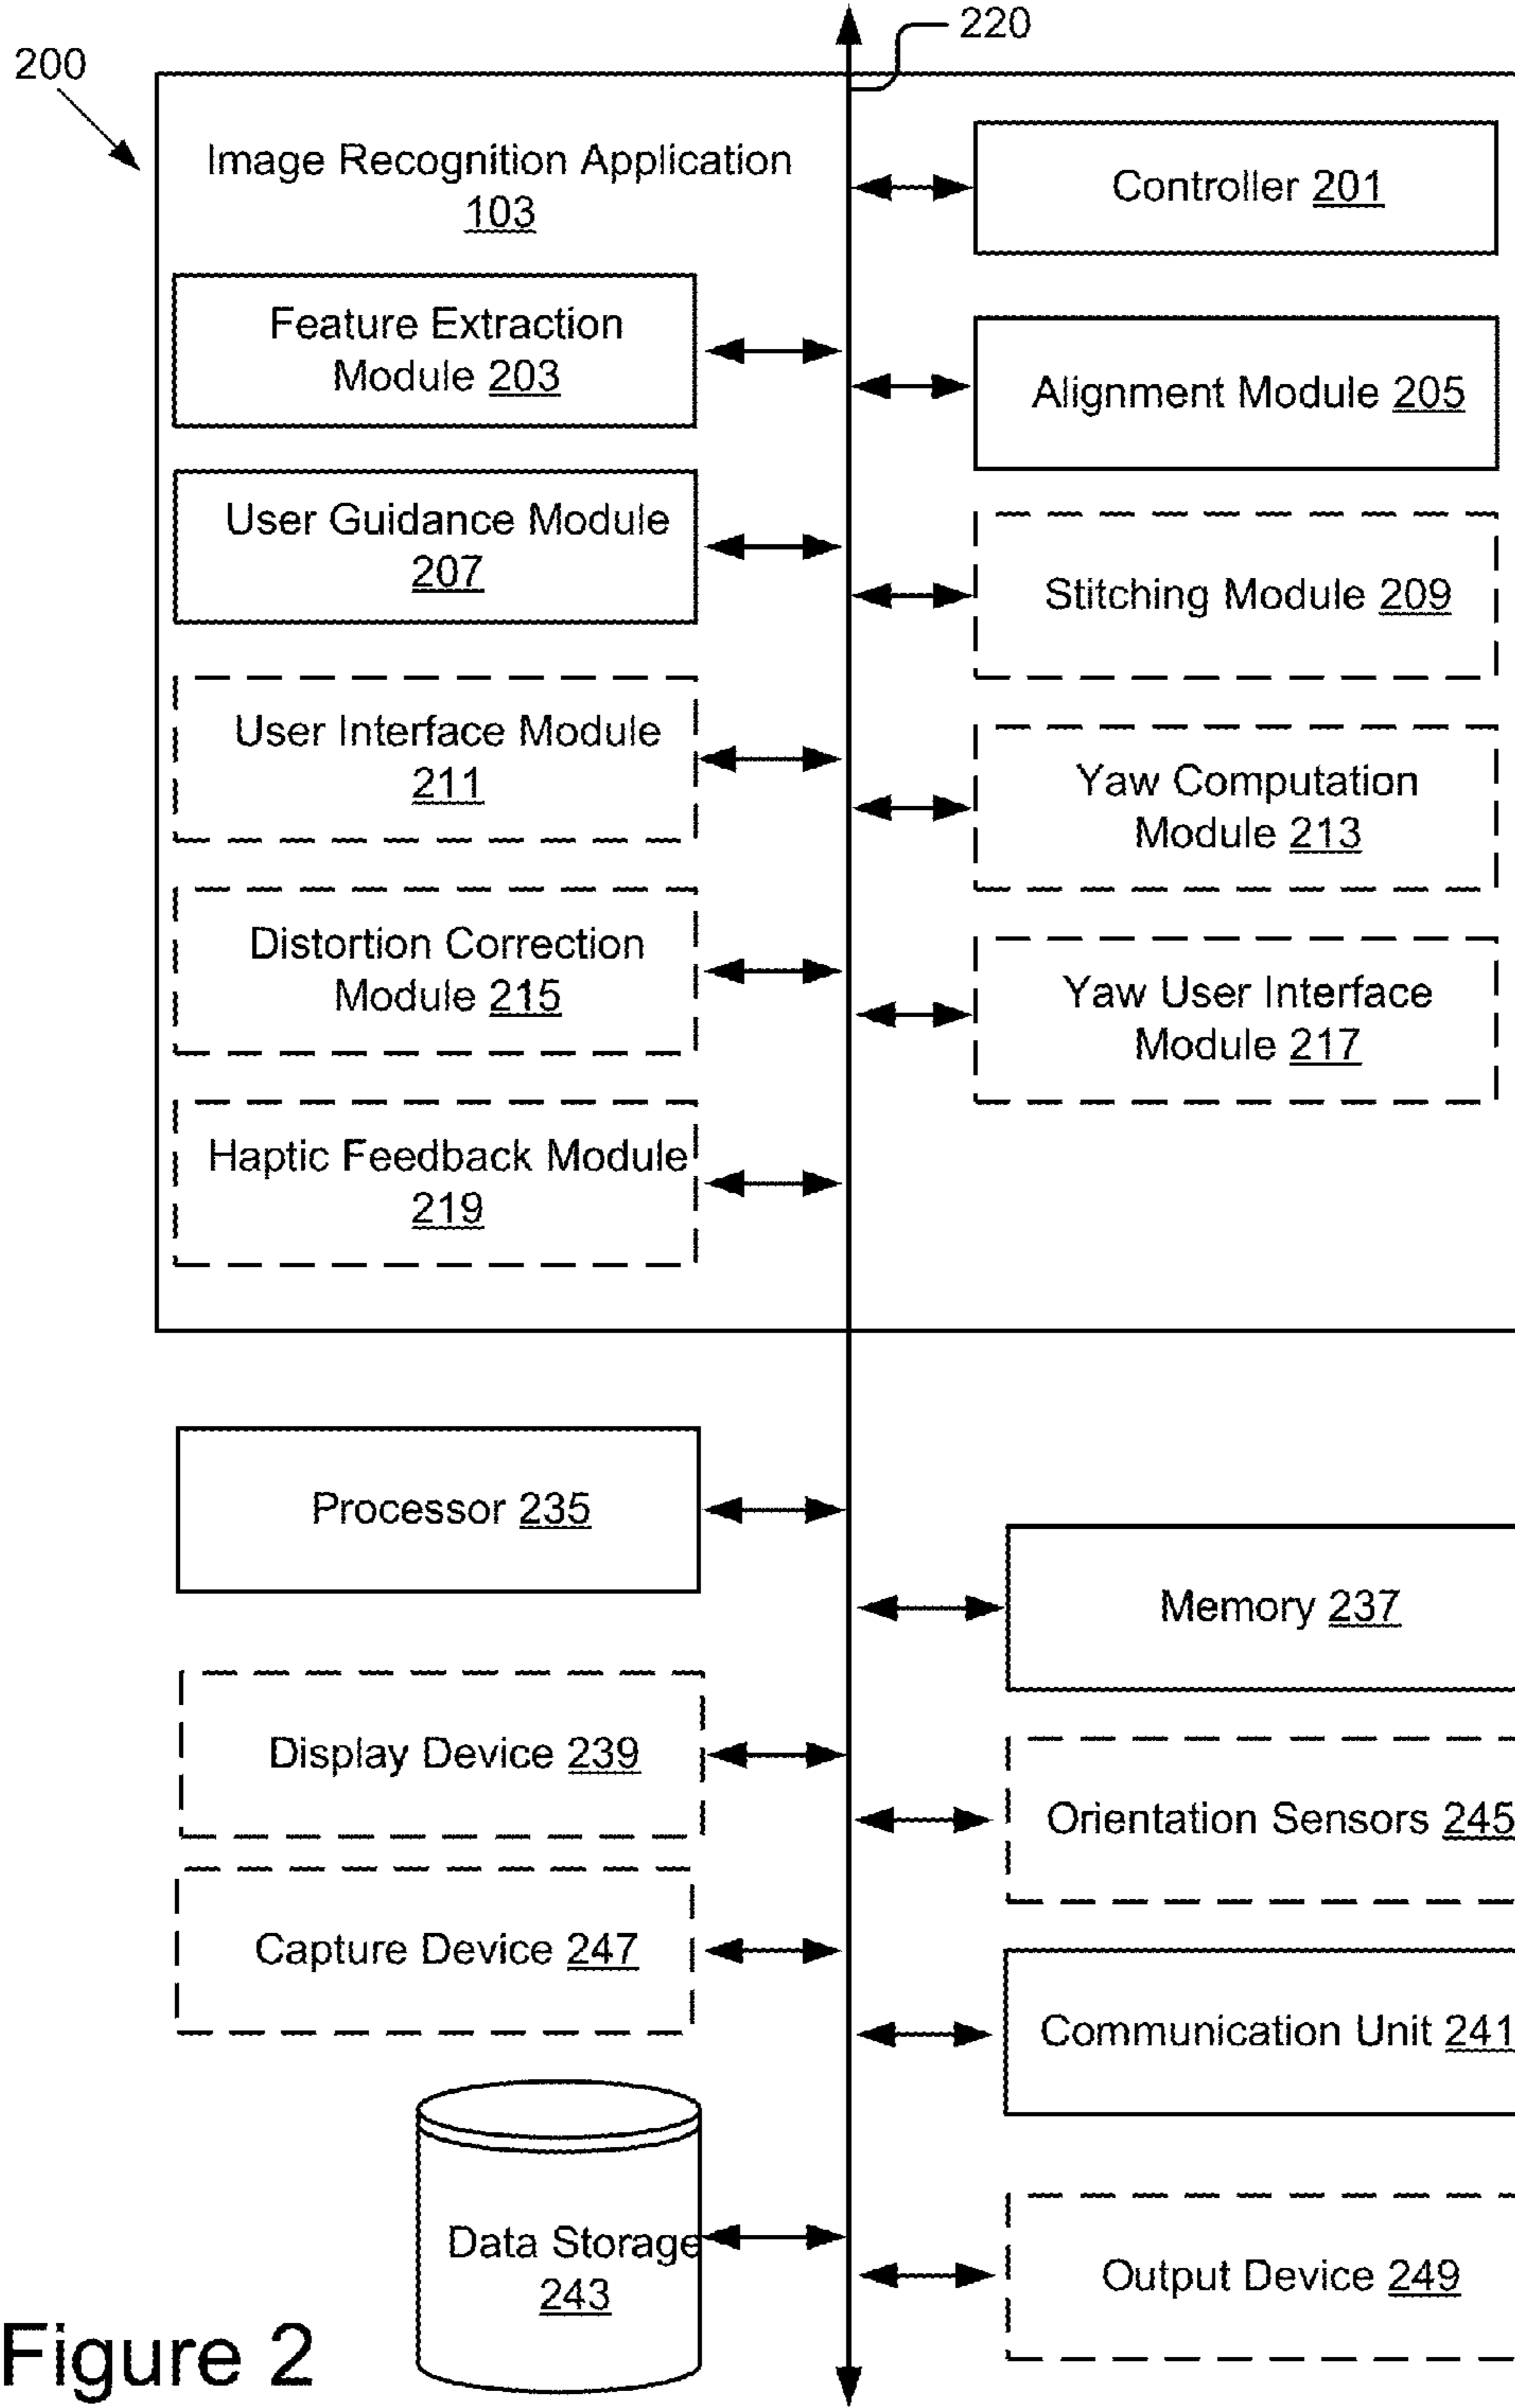 220
200
Image Recognition Application
103
Controller 201
Feature Extraction
Module 203
Alignment Module 205
User Guidance Module
207
Stitching Module 209
User Interface Module
211
Yaw Computation
Module 213
Distortion Correction
Module 215
Yaw User Interface
Module 217
Haptic Feedback Module
219
Processor 235
Memory 237
Display Device 239
Orientation Sensors 245
Capture Device 247
Communication Unit 241
Data Storage
243
Output Device 249
Figure 2